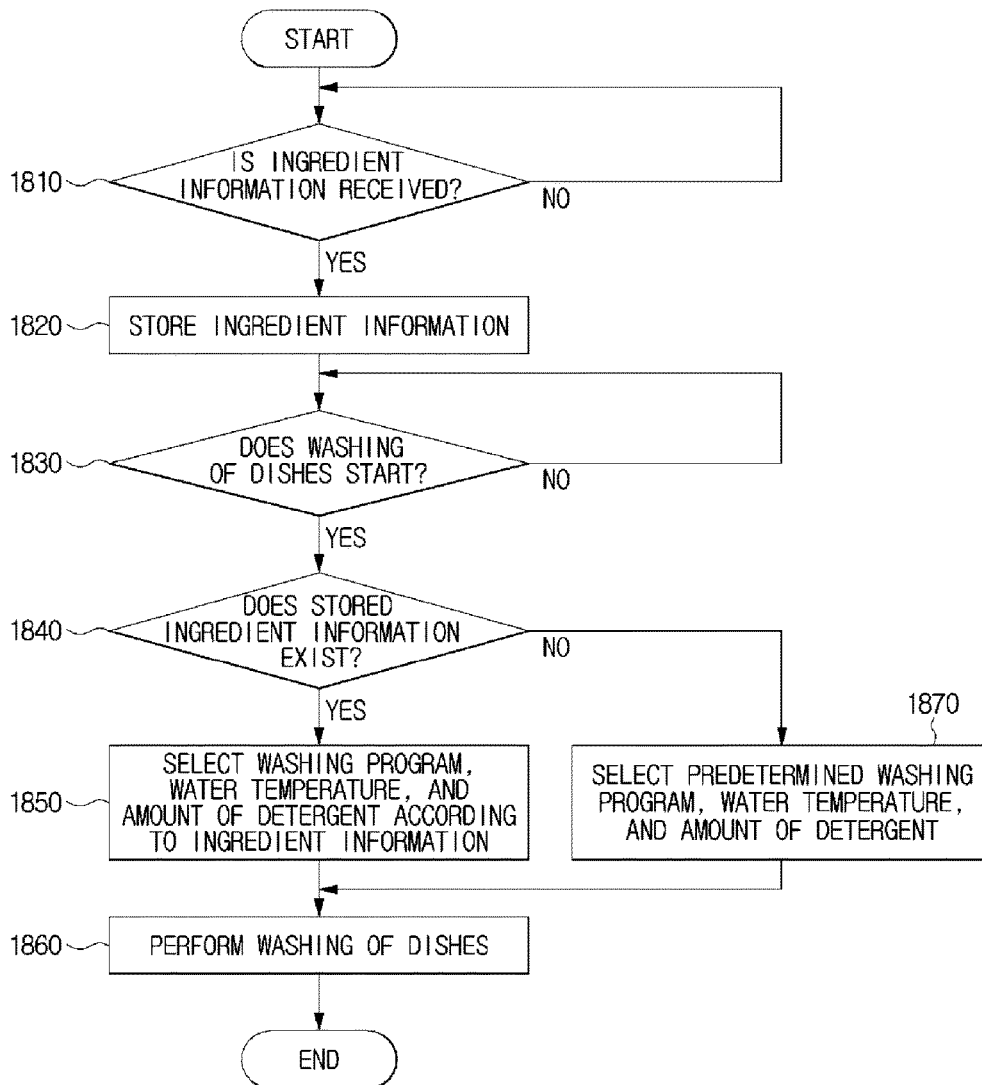 START
IS INGREDIENT
INFORMATION RECEIVED?
1810
NO
YES
1820
STORE INGREDIENT INFORMATION
DOES WASHING
OF DISHES START?
1830
NO
YES
DOES STORED
INGREDIENT INFORMATION
EXIST?
1840
NO
YES
1870
SELECT WASHING PROGRAM,
WATER TEMPERATURE, AND
AMOUNT OF DETERGENT ACCORDING
TO INGREDIENT INFORMATION
1850
SELECT PREDETERMINED WASHING
PROGRAM, WATER TEMPERATURE,
AND AMOUNT OF DETERGENT
1860
PERFORM WASHING OF DISHES
END